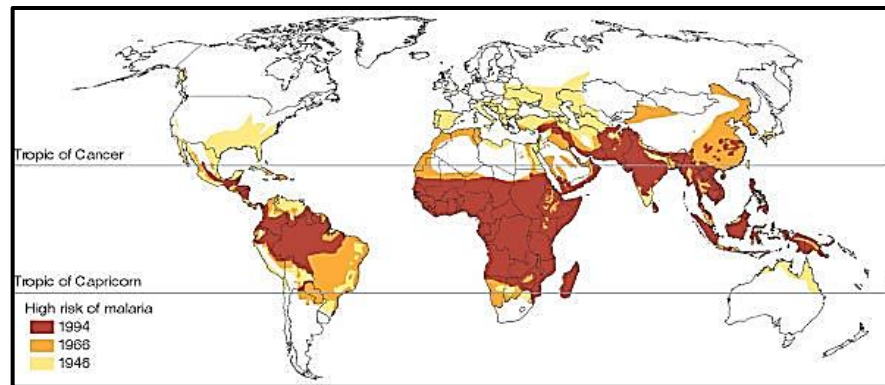 Tropic of Cancer
Tropic of Capricorn
High risk of malaria
1994
1966
1946